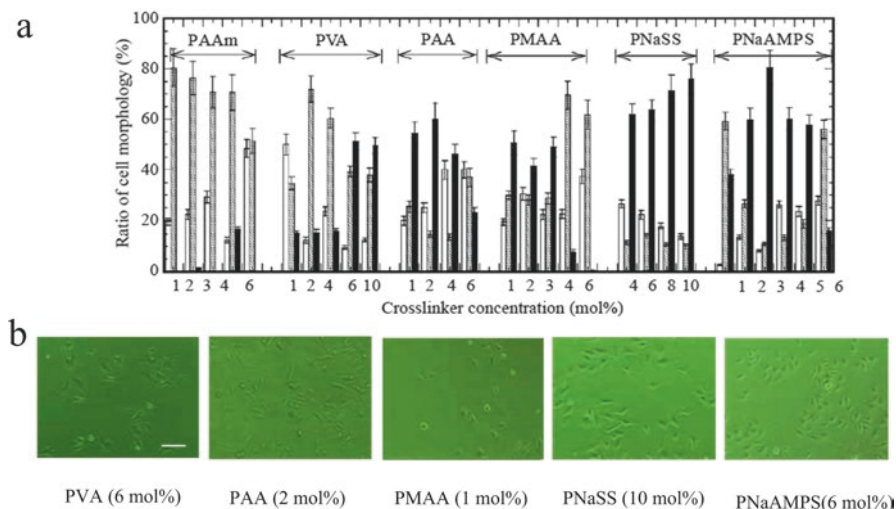 a
Ratio of cell morphology (%)
100
80
60
40
20
0
PAAm PVA PAA PMAA PNaSS PNaAMPS
1 2 3 4 6 1 2 4 6 10 1 2 4 6 1 2 3 4 6 4 6 8 10 1 2 3 4 5 6
Crosslinker concentration (mol%)
b
PVA (6 mol%) PAA (2 mol%) PMAA (1 mol%) PNaSS (10 mol%) PNaAMPS(6 mol%)